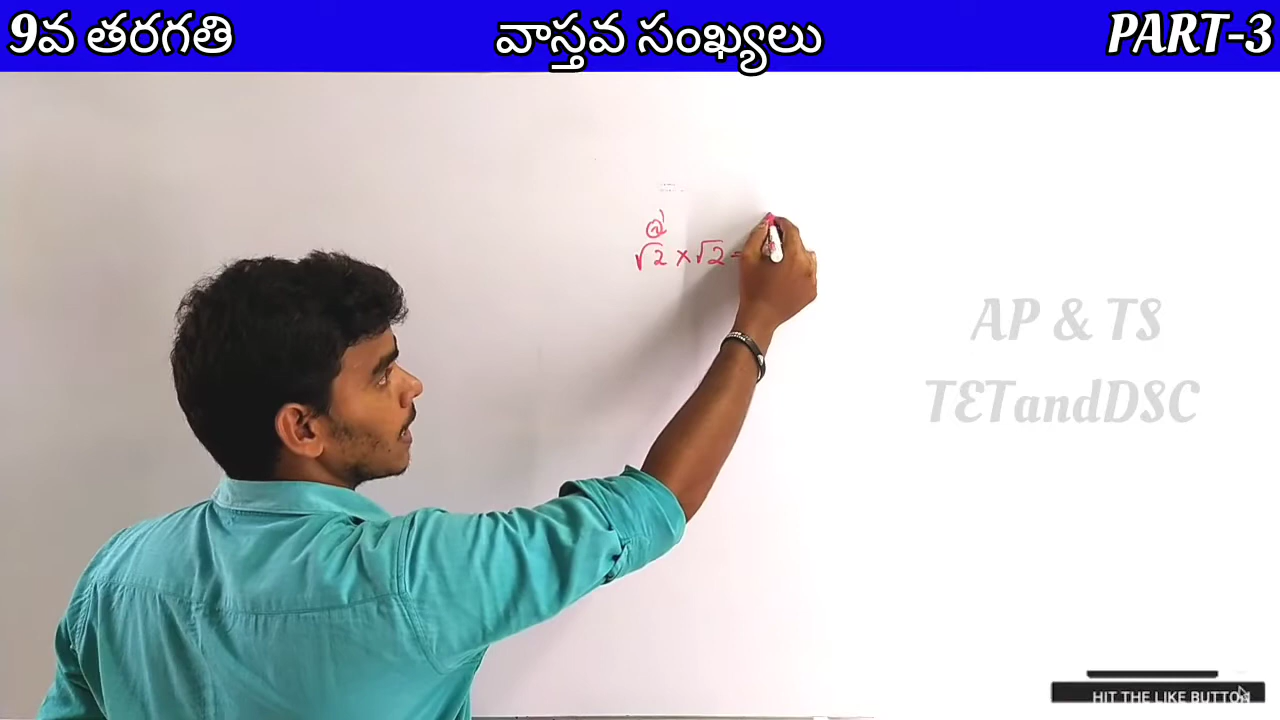 9వ తరగతి వాస్తవ సంఖ్యలు PART-3
√2 × √2 =
AP & TS
TETandDSC
HIT THE LIKE BUTTON